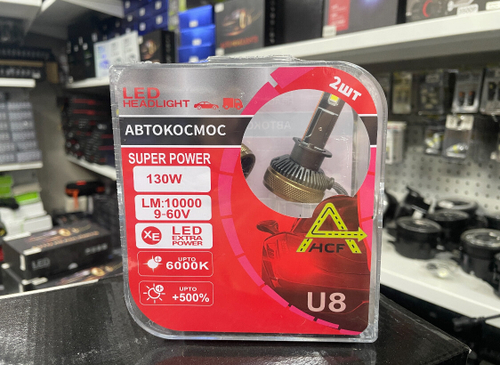 LED
HEADLIGHT
2шт
АВТОКОСМОС
SUPER POWER
130W
LM:10000
9-60V
XE LED
EXTRA
POWER
UPTO
6000K
UPTO
+500%
HCF
U8
LED